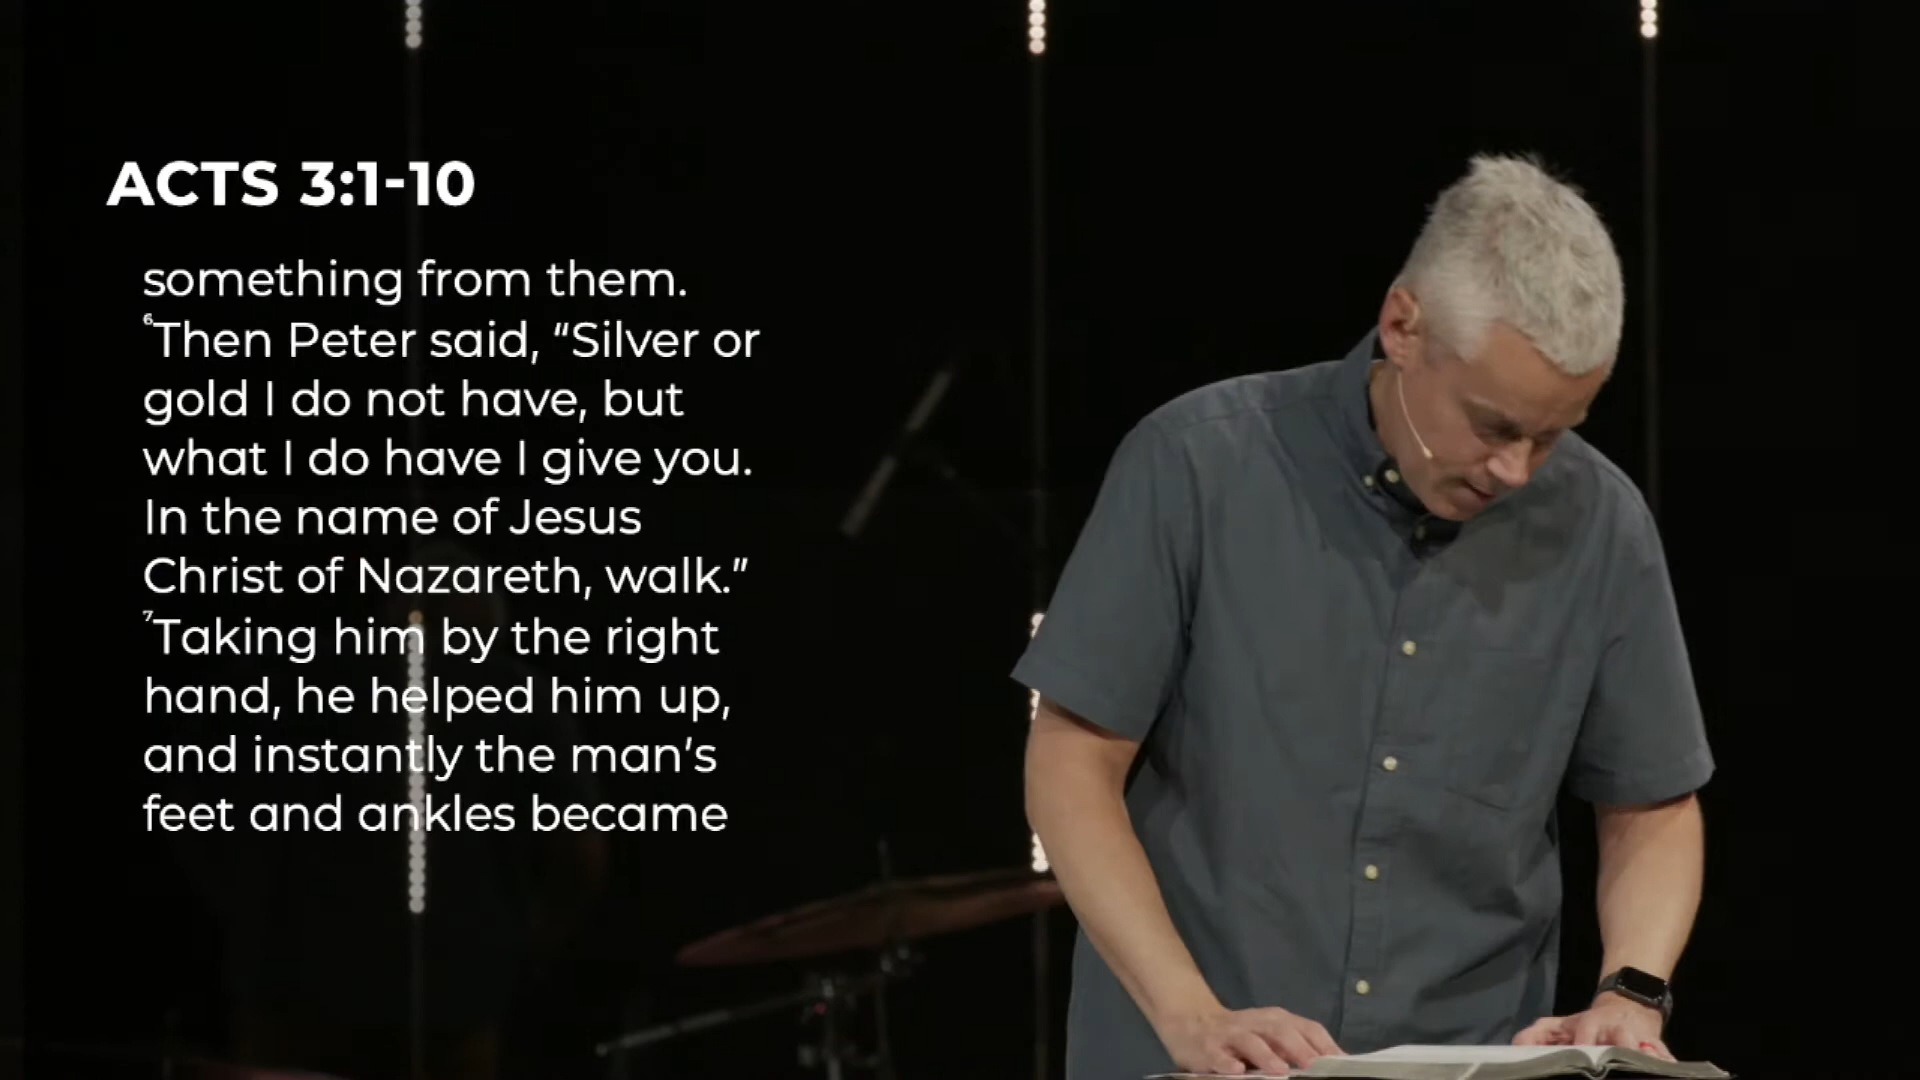 ACTS 3:1-10
something from them.
⁶Then Peter said, “Silver or
gold I do not have, but
what I do have I give you.
In the name of Jesus
Christ of Nazareth, walk.”
⁷Taking him by the right
hand, he helped him up,
and instantly the man’s
feet and ankles became